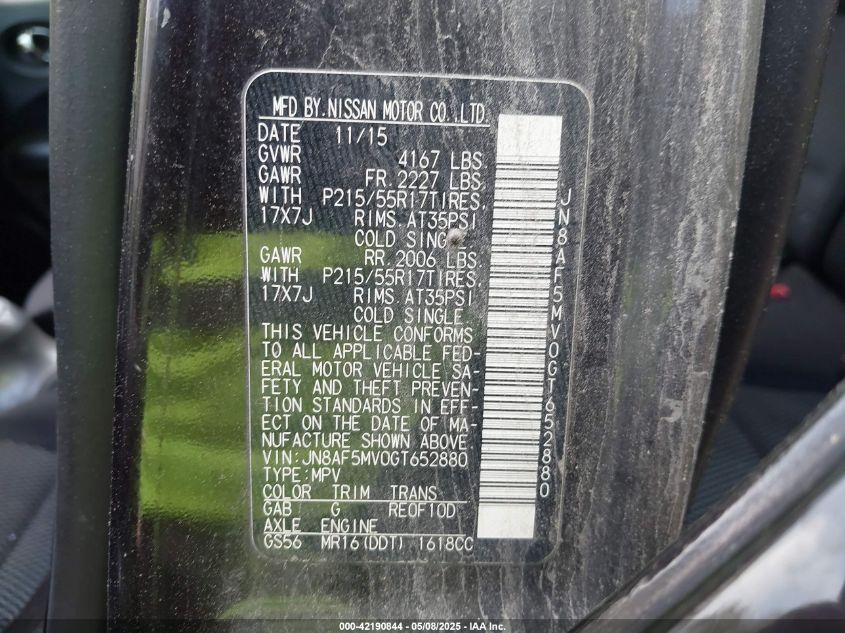 MFD BY.NISSAN MOTOR CO.,LTD.
DATE 11/15
GVWR 4167 LBS.
GAWR FR.2227 LBS.
WITH P215/55R17TIRES,
17X7J RIMS.AT35PSI
COLD SINGLE
GAWR RR.2006 LBS.
WITH P215/55R17TIRES,
17X7J RIMS.AT35PSI
COLD SINGLE
THIS VEHICLE CONFORMS
TO ALL APPLICABLE FED-
ERAL MOTOR VEHICLE SA-
FETY AND THEFT PREVEN-
TION STANDARDS IN EFF-
ECT ON THE DATE OF MA-
NUFACTURE SHOWN ABOVE.
VIN:JN8AF5MV0GT652880
TYPE:MPV
COLOR TRIM TRANS
GAB G RE0F10D
AXLE ENGINE
GS56 MR16(DDT) 1618CC
JN8AF5MV0GT652880
000-42190844 - 05/08/2025 - IAA Inc.